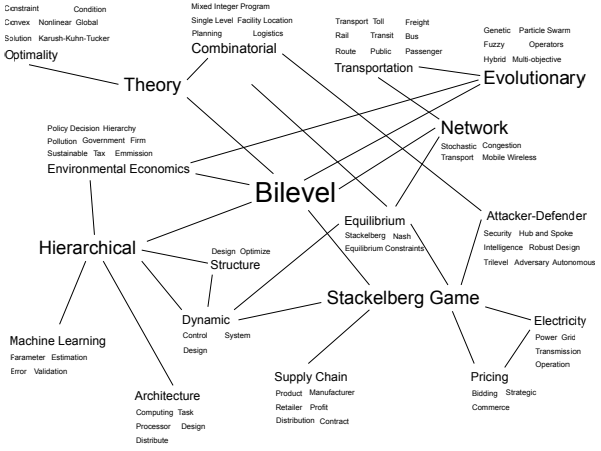 Constraint Condition
Convex Nonlinear Global
Solution Karush-Kuhn-Tucker
Optimality
Theory
Mixed Integer Program
Single Level Facility Location
Planning Logistics
Combinatorial
Transport Toll Freight
Rail Transit Bus
Route Public Passenger
Transportation
Genetic Particle Swarm
Fuzzy Operators
Hybrid Multi-objective
Evolutionary
Network
Stochastic Congestion
Transport Mobile Wireless
Policy Decision Hierarchy
Pollution Government Firm
Sustainable Tax Emmission
Environmental Economics
Bilevel
Equilibrium
Stackelberg Nash
Equilibrium Constraints
Attacker-Defender
Security Hub and Spoke
Intelligence Robust Design
Trilevel Adversary Autonomous
Hierarchical
Design Optimize
Structure
Stackelberg Game
Dynamic
Control System
Design
Electricity
Power Grid
Transmission
Operation
Machine Learning
Parameter Estimation
Error Validation
Architecture
Computing Task
Processor Design
Distribute
Supply Chain
Product Manufacturer
Retailer Profit
Distribution Contract
Pricing
Bidding Strategic
Commerce